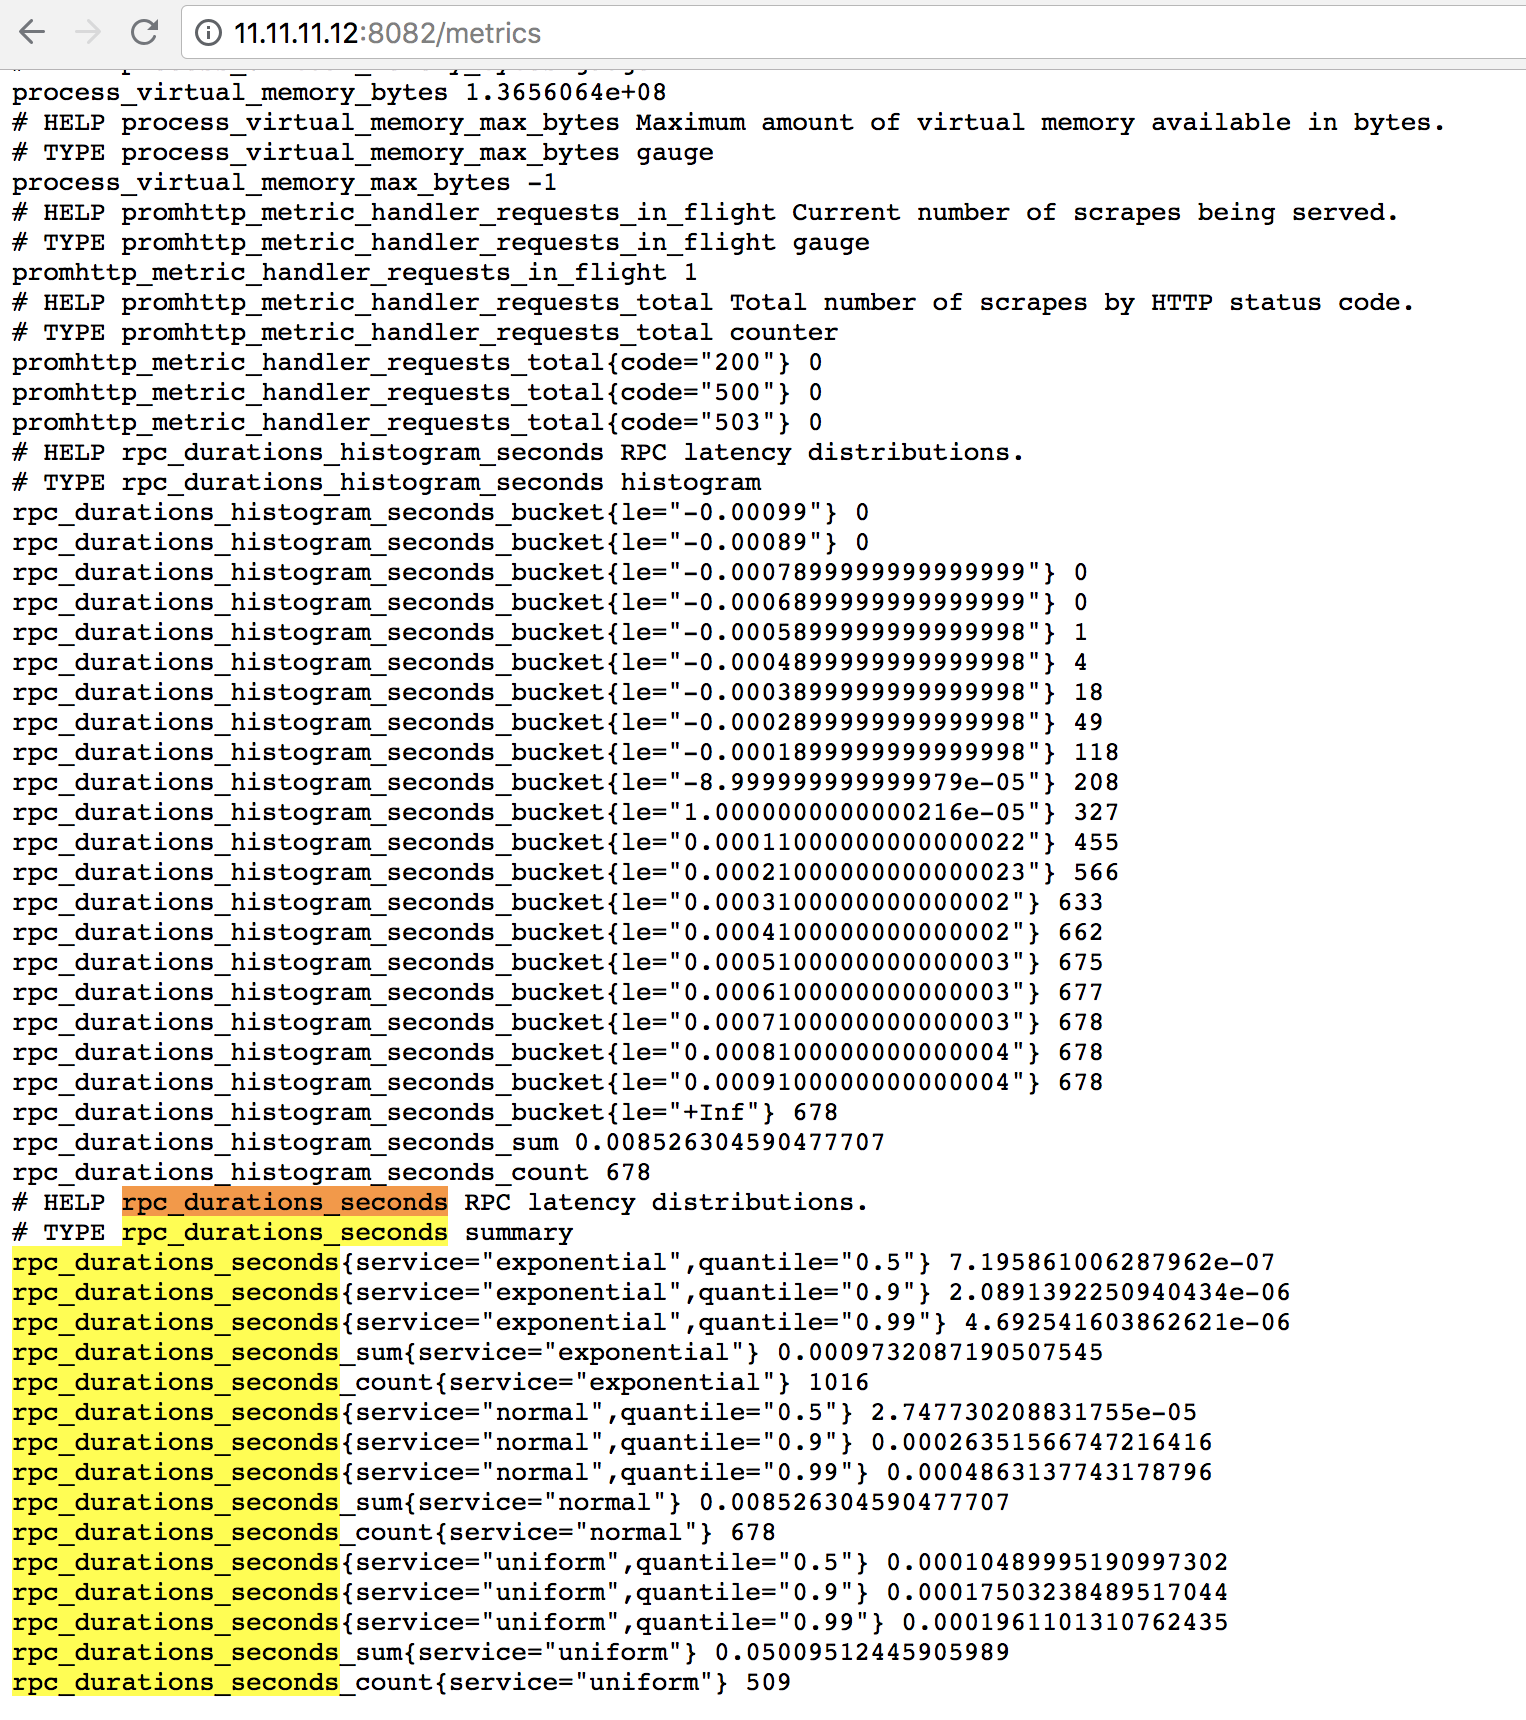 11.11.11.12:8082/metrics
process_virtual_memory_bytes 1.3656064e+08
# HELP process_virtual_memory_max_bytes Maximum amount of virtual memory available in bytes.
# TYPE process_virtual_memory_max_bytes gauge
process_virtual_memory_max_bytes -1
# HELP promhttp_metric_handler_requests_in_flight Current number of scrapes being served.
# TYPE promhttp_metric_handler_requests_in_flight gauge
promhttp_metric_handler_requests_in_flight 1
# HELP promhttp_metric_handler_requests_total Total number of scrapes by HTTP status code.
# TYPE promhttp_metric_handler_requests_total counter
promhttp_metric_handler_requests_total{code="200"} 0
promhttp_metric_handler_requests_total{code="500"} 0
promhttp_metric_handler_requests_total{code="503"} 0
# HELP rpc_durations_histogram_seconds RPC latency distributions.
# TYPE rpc_durations_histogram_seconds histogram
rpc_durations_histogram_seconds_bucket{le="-0.00099"} 0
rpc_durations_histogram_seconds_bucket{le="-0.00089"} 0
rpc_durations_histogram_seconds_bucket{le="-0.0007899999999999999"} 0
rpc_durations_histogram_seconds_bucket{le="-0.0006899999999999999"} 0
rpc_durations_histogram_seconds_bucket{le="-0.0005899999999999998"} 1
rpc_durations_histogram_seconds_bucket{le="-0.0004899999999999998"} 4
rpc_durations_histogram_seconds_bucket{le="-0.0003899999999999998"} 18
rpc_durations_histogram_seconds_bucket{le="-0.0002899999999999998"} 49
rpc_durations_histogram_seconds_bucket{le="-0.0001899999999999998"} 118
rpc_durations_histogram_seconds_bucket{le="-8.999999999999979e-05"} 208
rpc_durations_histogram_seconds_bucket{le="1.0000000000000216e-05"} 327
rpc_durations_histogram_seconds_bucket{le="0.00011000000000000022"} 455
rpc_durations_histogram_seconds_bucket{le="0.00021000000000000023"} 566
rpc_durations_histogram_seconds_bucket{le="0.0003100000000000002"} 633
rpc_durations_histogram_seconds_bucket{le="0.0004100000000000002"} 662
rpc_durations_histogram_seconds_bucket{le="0.0005100000000000003"} 675
rpc_durations_histogram_seconds_bucket{le="0.0006100000000000003"} 677
rpc_durations_histogram_seconds_bucket{le="0.0007100000000000003"} 678
rpc_durations_histogram_seconds_bucket{le="0.0008100000000000004"} 678
rpc_durations_histogram_seconds_bucket{le="0.0009100000000000004"} 678
rpc_durations_histogram_seconds_bucket{le="+Inf"} 678
rpc_durations_histogram_seconds_sum 0.008526304590477707
rpc_durations_histogram_seconds_count 678
# HELP rpc_durations_seconds RPC latency distributions.
# TYPE rpc_durations_seconds summary
rpc_durations_seconds{service="exponential",quantile="0.5"} 7.195861006287962e-07
rpc_durations_seconds{service="exponential",quantile="0.9"} 2.0891392250940434e-06
rpc_durations_seconds{service="exponential",quantile="0.99"} 4.692541603862621e-06
rpc_durations_seconds_sum{service="exponential"} 0.0009732087190507545
rpc_durations_seconds_count{service="exponential"} 1016
rpc_durations_seconds{service="normal",quantile="0.5"} 2.747730208831755e-05
rpc_durations_seconds{service="normal",quantile="0.9"} 0.00026351566747216416
rpc_durations_seconds{service="normal",quantile="0.99"} 0.0004863137743178796
rpc_durations_seconds_sum{service="normal"} 0.008526304590477707
rpc_durations_seconds_count{service="normal"} 678
rpc_durations_seconds{service="uniform",quantile="0.5"} 0.00010489995190997302
rpc_durations_seconds{service="uniform",quantile="0.9"} 0.00017503238489517044
rpc_durations_seconds{service="uniform",quantile="0.99"} 0.0001961101310762435
rpc_durations_seconds_sum{service="uniform"} 0.05009512445905989
rpc_durations_seconds_count{service="uniform"} 509